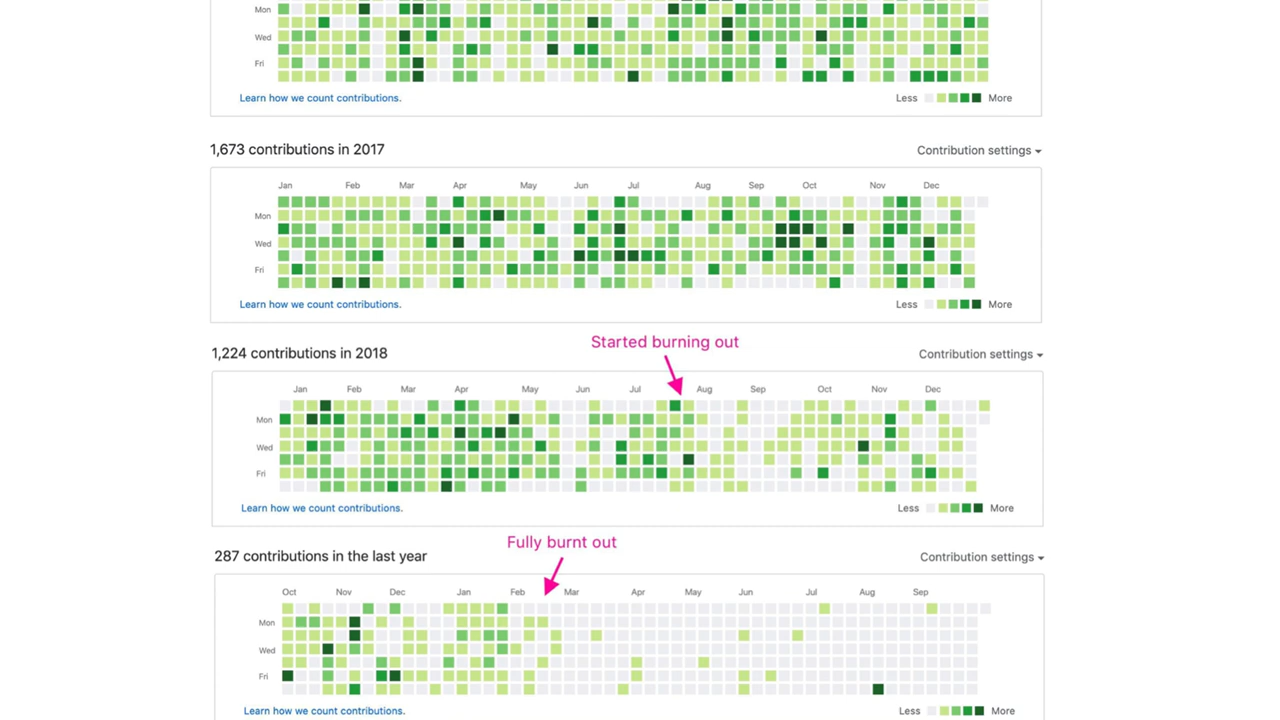 Mon
Wed
Fri
Learn how we count contributions.
Less More
1,673 contributions in 2017
Contribution settings
Jan Feb Mar Apr May Jun Jul Aug Sep Oct Nov Dec
Mon
Wed
Fri
Learn how we count contributions.
Less More
Started burning out
1,224 contributions in 2018
Contribution settings
Jan Feb Mar Apr May Jun Jul Aug Sep Oct Nov Dec
Mon
Wed
Fri
Learn how we count contributions.
Less More
Fully burnt out
287 contributions in the last year
Contribution settings
Oct Nov Dec Jan Feb Mar Apr May Jun Jul Aug Sep
Mon
Wed
Fri
Learn how we count contributions.
Less More